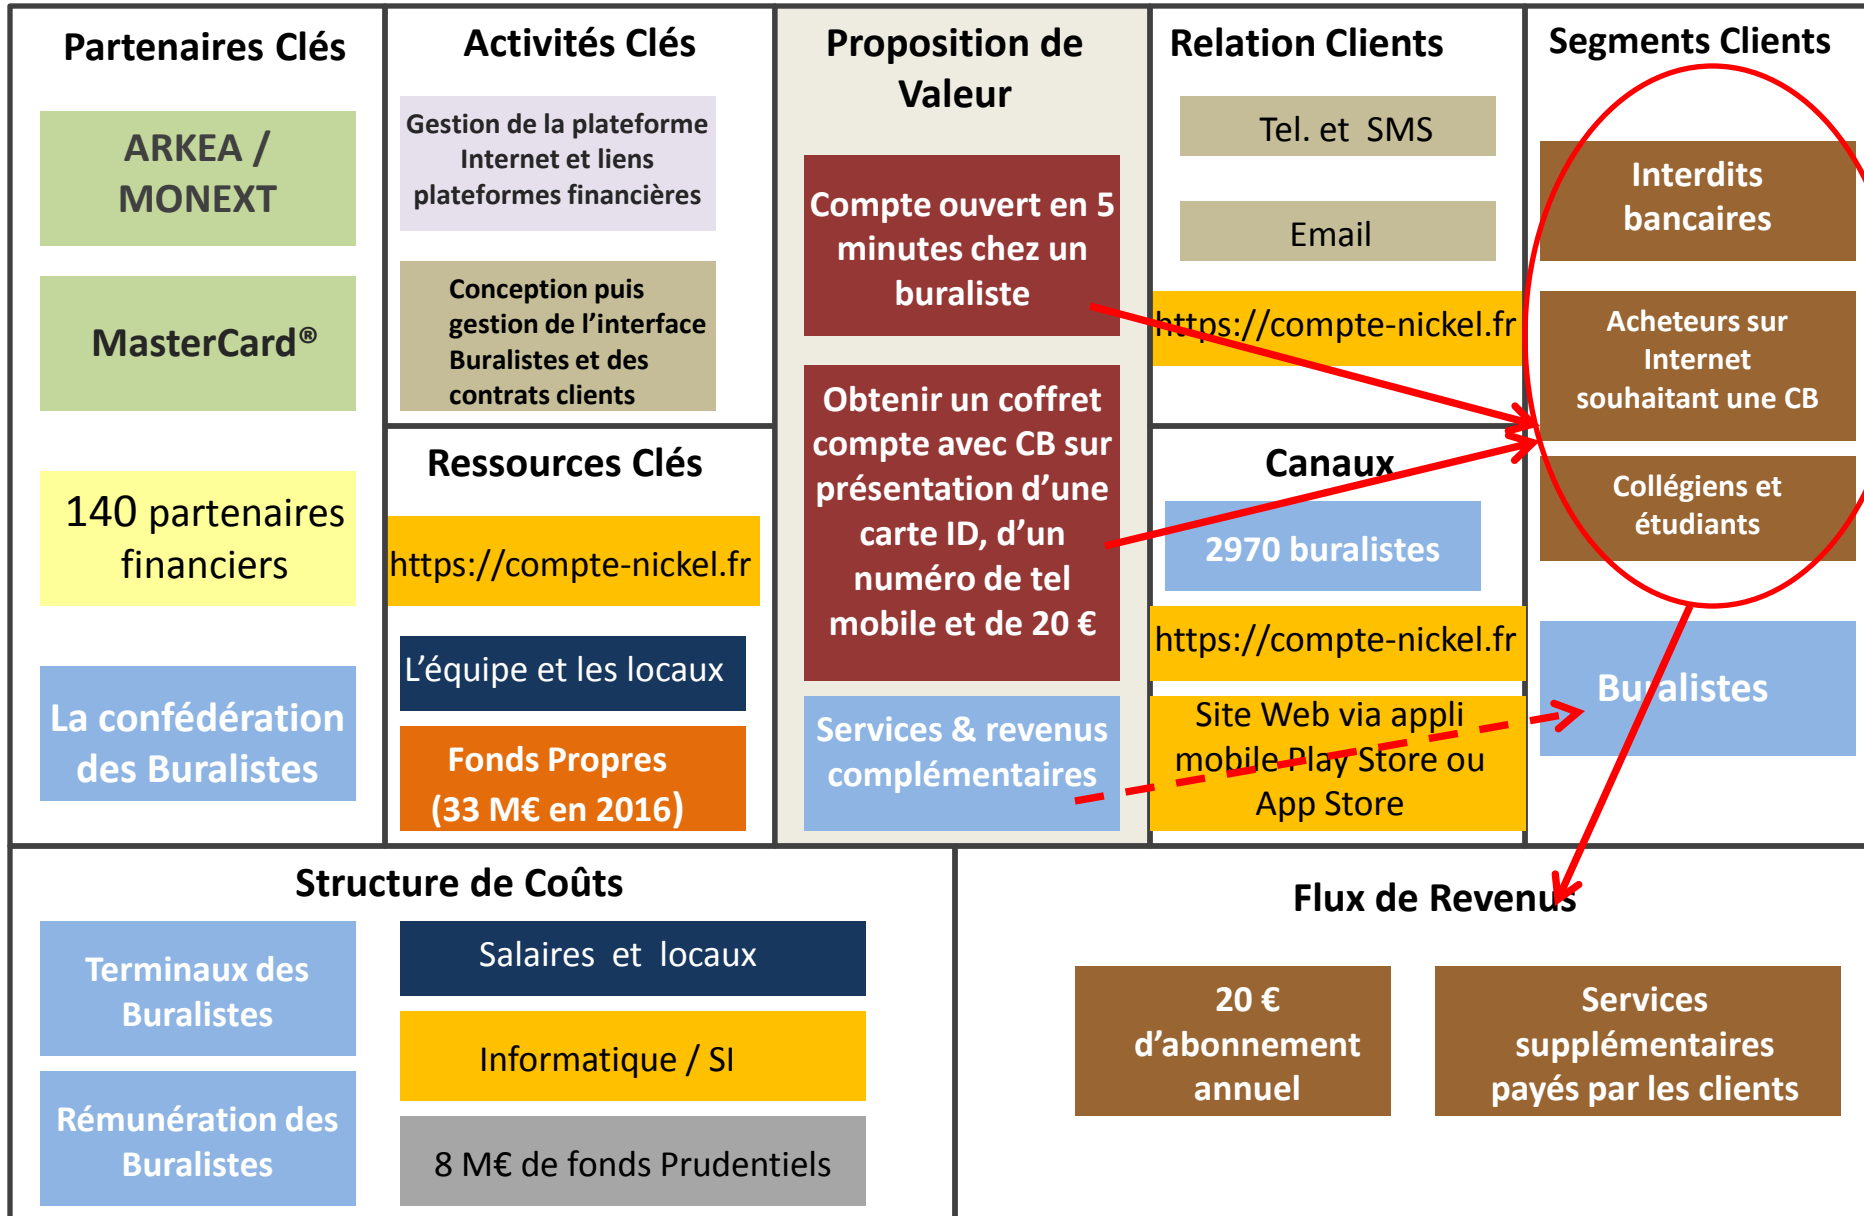 Partenaires Clés
ARKEA /
MONEXT
MasterCard®
140 partenaires
financiers
La confédération
des Buralistes
Activités Clés
Gestion de la plateforme
Internet et liens
plateformes financières
Conception puis
gestion de l’interface
Buralistes et des
contrats clients
Ressources Clés
https://compte-nickel.fr
L’équipe et les locaux
Fonds Propres
(33 M€ en 2016)
Proposition de
Valeur
Compte ouvert en 5
minutes chez un
buraliste
Obtenir un coffret
compte avec CB sur
présentation d’une
carte ID, d’un
numéro de tel
mobile et de 20 €
Services & revenus
complémentaires
Relation Clients
Tel. et SMS
Email
https://compte-nickel.fr
Canaux
2970 buralistes
https://compte-nickel.fr
Site Web via appli
mobile Play Store ou
App Store
Segments Clients
Interdits
bancaires
Acheteurs sur
Internet
souhaitant une CB
Collégiens et
étudiants
Buralistes
Structure de Coûts
Terminaux des
Buralistes
Rémunération des
Buralistes
Salaires et locaux
Informatique / SI
8 M€ de fonds Prudentiels
Flux de Revenus
20 €
d’abonnement
annuel
Services
supplémentaires
payés par les clients